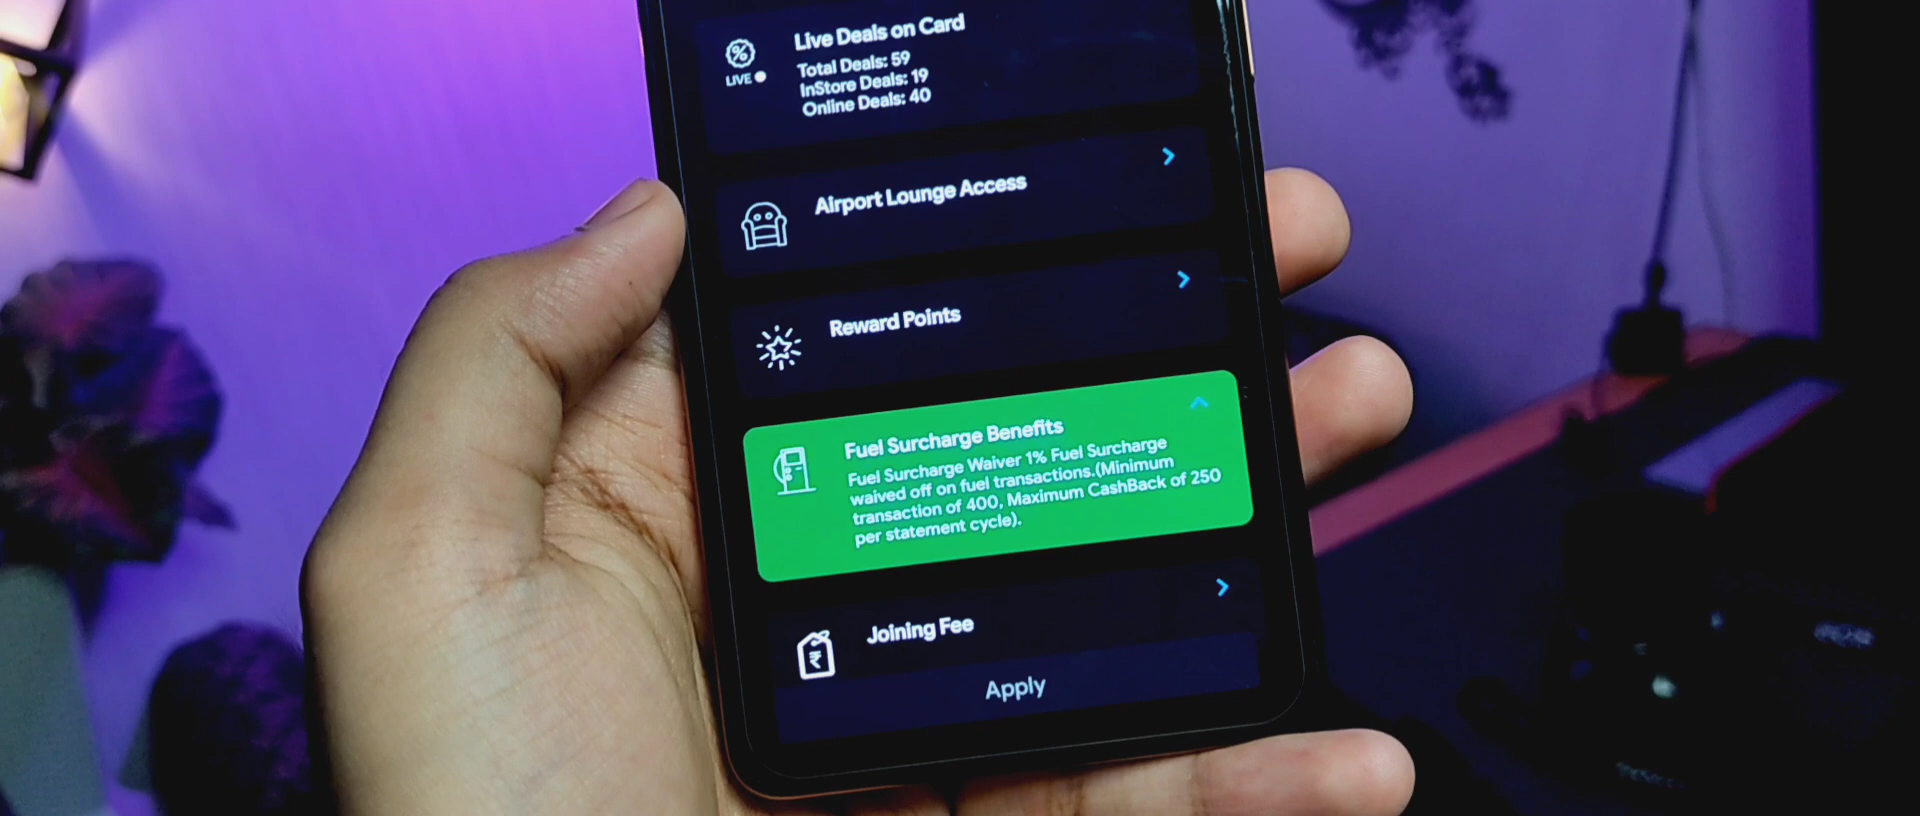 Live Deals on Card
LIVE
Total Deals: 59
InStore Deals: 19
Online Deals: 40
Airport Lounge Access
Reward Points
Fuel Surcharge Benefits
Fuel Surcharge Waiver 1% Fuel Surcharge
waived off on fuel transactions.(Minimum
transaction of 400, Maximum CashBack of 250
per statement cycle).
Joining Fee
Apply